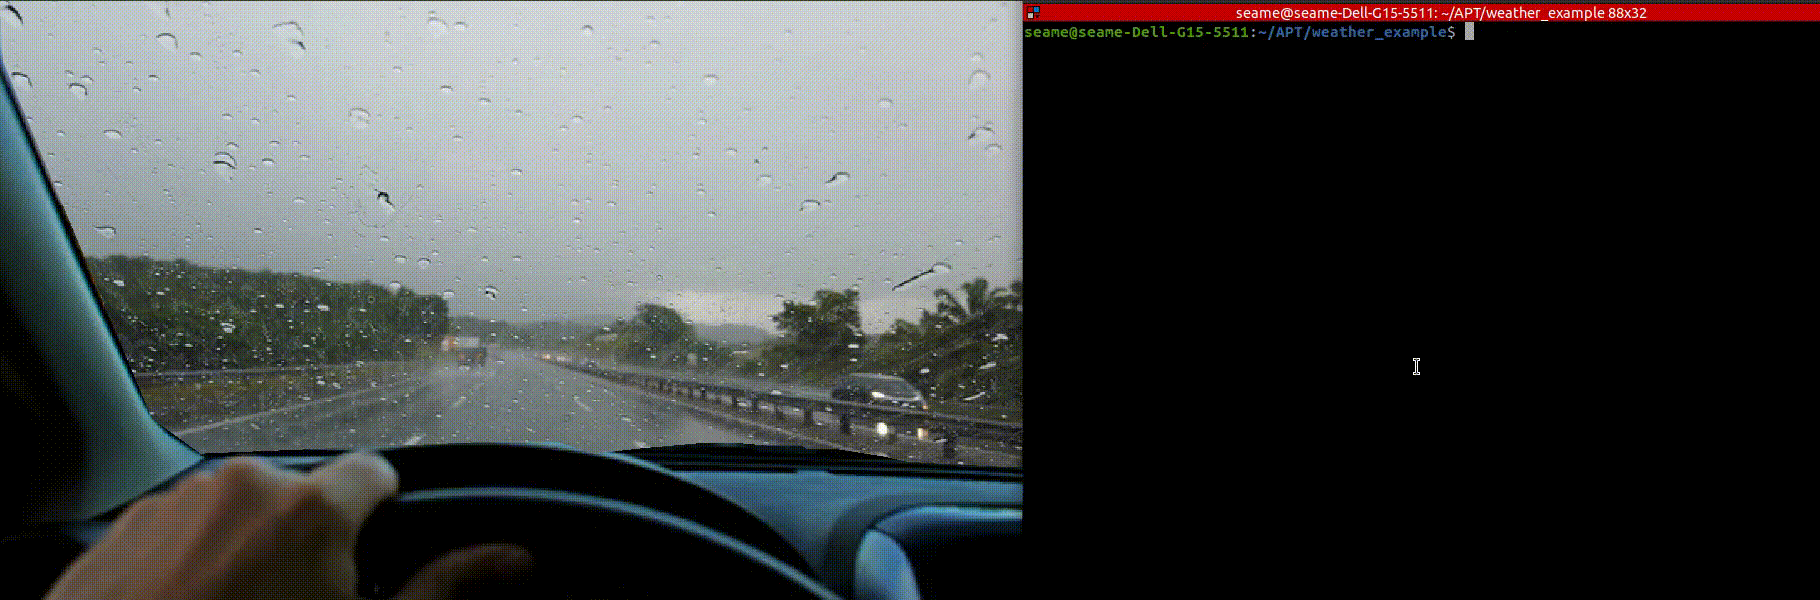 seame@seame-Dell-G15-5511: ~/APT/weather_example 88x32
seame@seame-Dell-G15-5511:~/APT/weather_example$